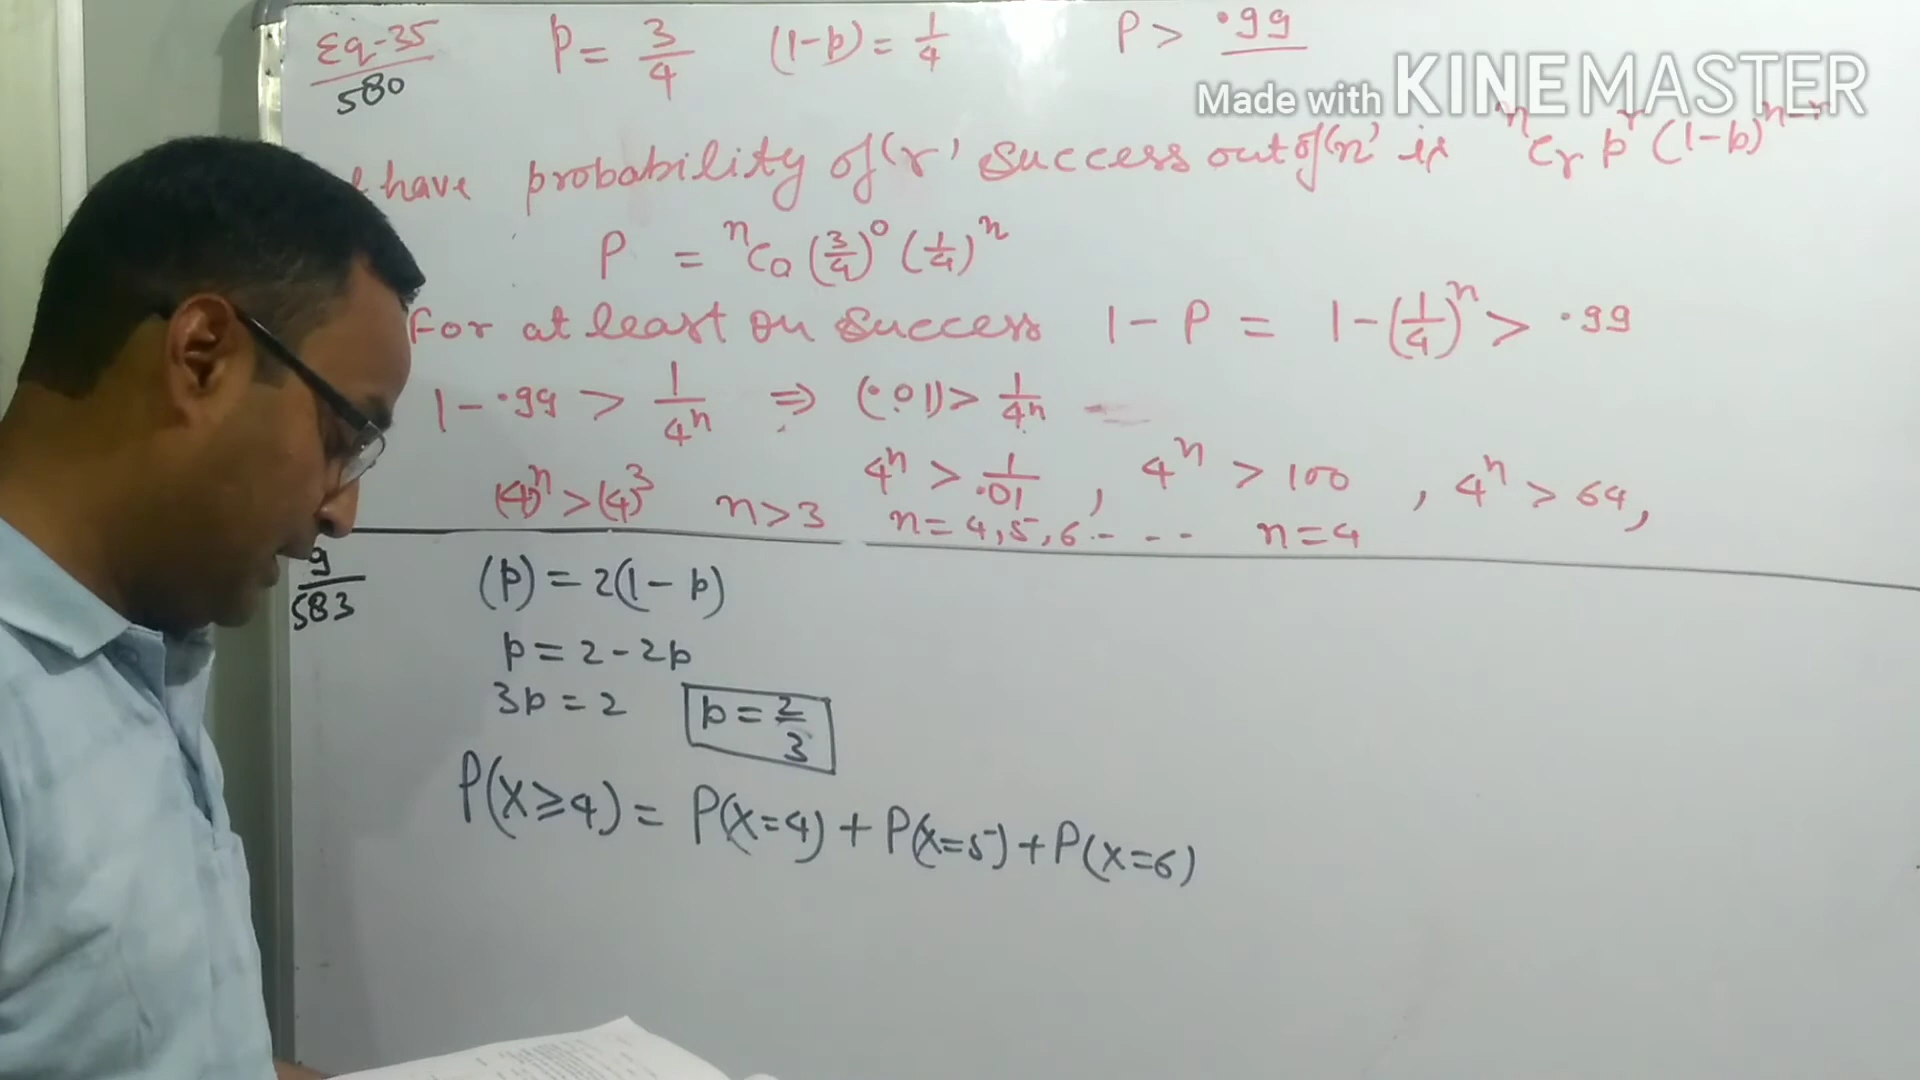 Eg-35
580
p = 3/4 (1-p) = 1/4 P > .99
Made with KINEMASTER
have probability of 'r' success out of 'n' is ⁿCᵣ pʳ (1-p)ⁿ⁻ʳ
P = ⁿC₀ (3/4)⁰ (1/4)ⁿ
For at least on success 1 - P = 1 - (1/4)ⁿ > .99
1 - .99 > 1/4ⁿ ⇒ (.01) > 1/4ⁿ
4ⁿ > 1/.01 , 4ⁿ > 100 , 4ⁿ > 64,
(4)ⁿ > (4)³ n > 3 n = 4, 5, 6 - - - n = 4
9
583
(p) = 2(1 - p)
p = 2 - 2p
3p = 2 p = 2/3
P(X ≥ 4) = P(X = 4) + P(X = 5) + P(X = 6)